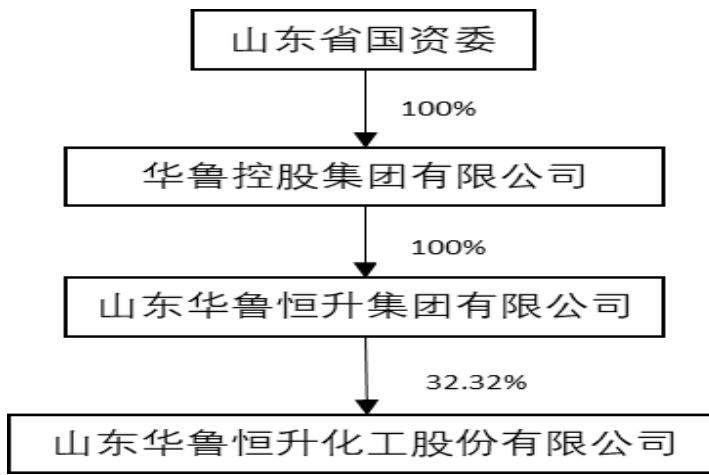 山东省国资委
100%
华鲁控股集团有限公司
100%
山东华鲁恒升集团有限公司
32.32%
山东华鲁恒升化工股份有限公司